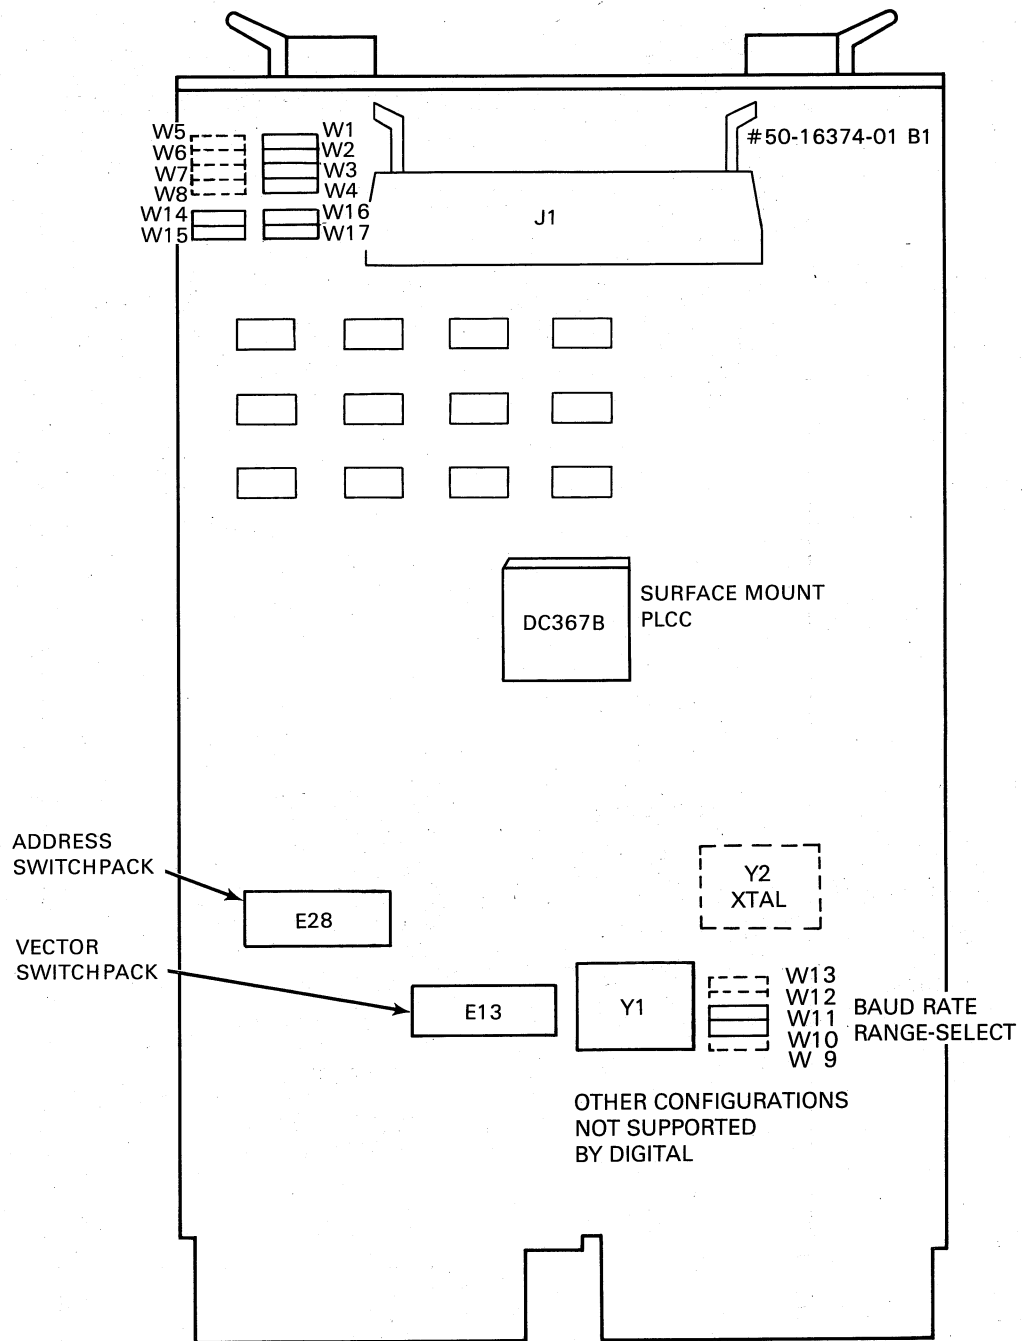 W5
W6
W7
W8
W14
W15
W1
W2
W3
W4
W16
W17
#50-16374-01 B1
J1
DC367B
SURFACE MOUNT
PLCC
ADDRESS
SWITCHPACK
E28
VECTOR
SWITCHPACK
E13
Y2
XTAL
Y1
W13
W12
W11
W10
W 9
BAUD RATE
RANGE-SELECT
OTHER CONFIGURATIONS
NOT SUPPORTED
BY DIGITAL